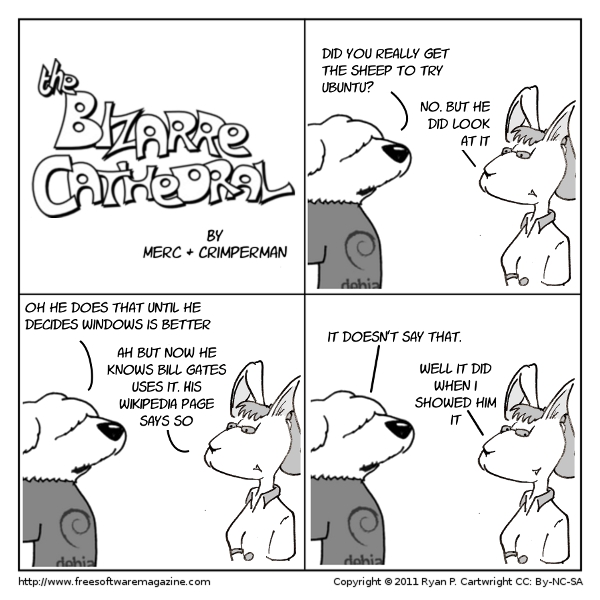 the
Bizarre
Cathedral
BY
MERC + CRIMPERMAN
DID YOU REALLY GET
THE SHEEP TO TRY
UBUNTU?
NO. BUT HE
DID LOOK
AT IT
debia
OH HE DOES THAT UNTIL HE
DECIDES WINDOWS IS BETTER
AH BUT NOW HE
KNOWS BILL GATES
USES IT. HIS
WIKIPEDIA PAGE
SAYS SO
debia
IT DOESN'T SAY THAT.
WELL IT DID
WHEN I
SHOWED HIM
IT
debia
http://www.freesoftwaremagazine.com
Copyright © 2011 Ryan P. Cartwright CC: By-NC-SA